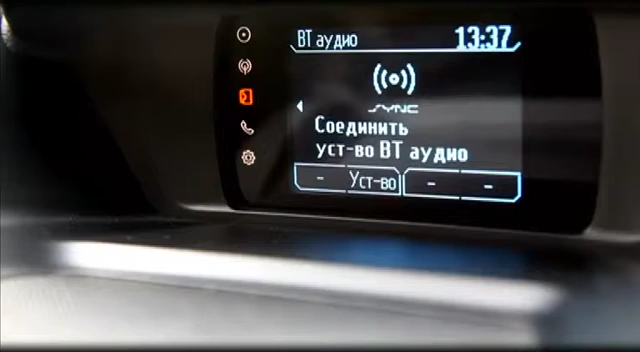 ВТ аудио
13:37
SYNC
Соединить
уст-во ВТ аудио
Уст-во